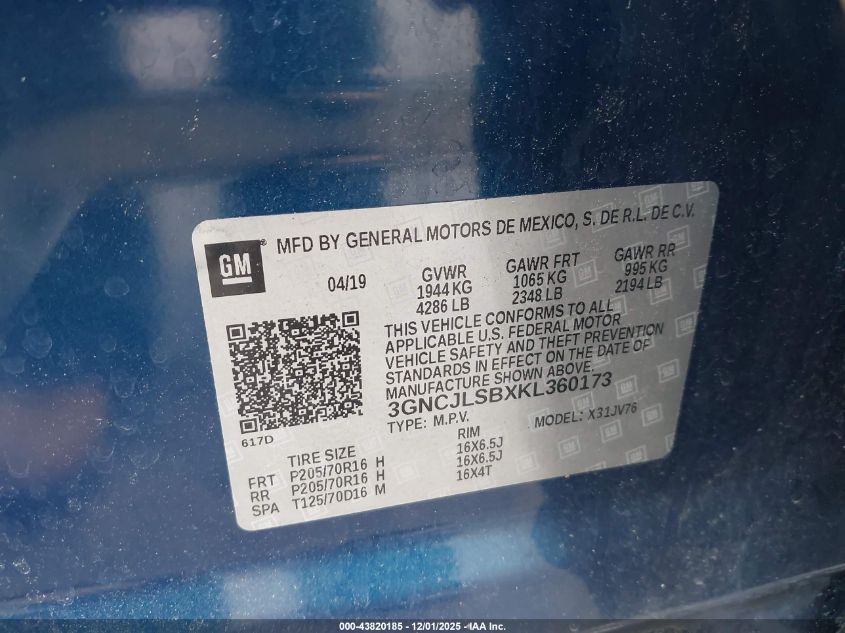 GM ® MFD BY GENERAL MOTORS DE MEXICO, S. DE R.L. DE C.V.
04/19 GVWR GAWR FRT GAWR RR
1944 KG 1065 KG 995 KG
4286 LB 2348 LB 2194 LB
THIS VEHICLE CONFORMS TO ALL
APPLICABLE U.S. FEDERAL MOTOR
VEHICLE SAFETY AND THEFT PREVENTION
STANDARDS IN EFFECT ON THE DATE OF
MANUFACTURE SHOWN ABOVE.
3GNCJLSBXKL360173
TYPE: M.P.V. MODEL: X31JV76
617D
TIRE SIZE RIM
FRT P205/70R16 H 16X6.5J
RR P205/70R16 H 16X6.5J
SPA T125/70D16 M 16X4T
000-43820185 - 12/01/2025 - IAA Inc.